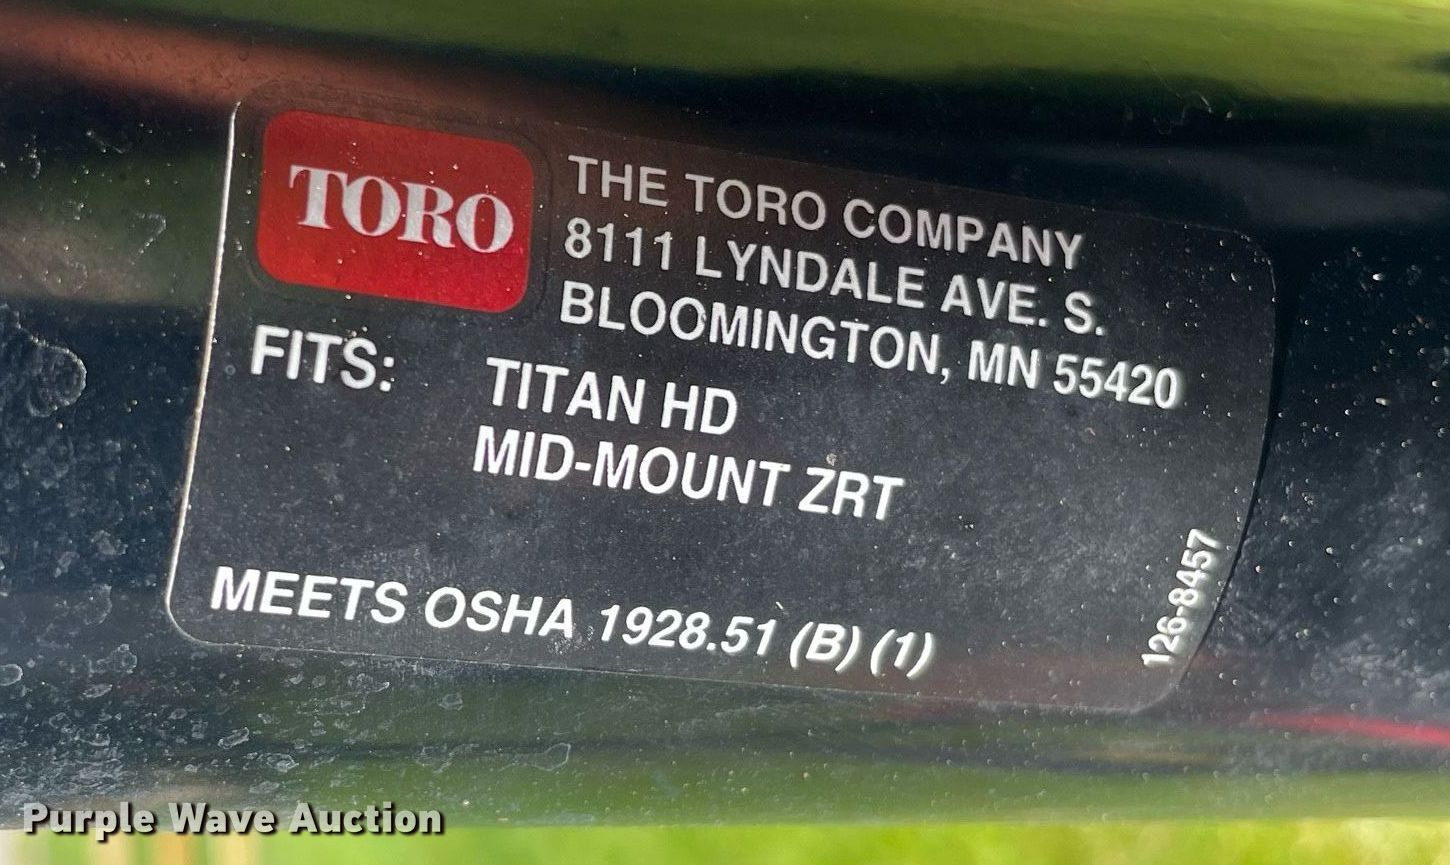 TORO
THE TORO COMPANY
8111 LYNDALE AVE. S.
BLOOMINGTON, MN 55420
FITS: TITAN HD
MID-MOUNT ZRT
MEETS OSHA 1928.51 (B) (1)
126-8457
Purple Wave Auction